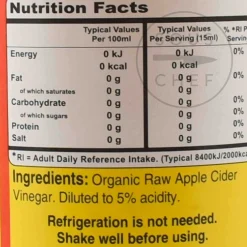 Nutrition Facts
Typical Values Per 100ml
Typical Values Per Serving (15ml)
% *RI P
Serving
Energy 0 kJ 0 kJ 0%
0 kcal 0 kcal
Fat 0 g 0 g 0%
of which saturates 0 g 0 g 0%
Carbohydrate 0 g 0 g 0%
of which sugars 0 g 0 g 0%
Protein 0 g 0 g 0%
Salt 0 g 0 g 0%
*RI = Adult Daily Reference Intake. (Typical 8400kJ/2000kc
Ingredients: Organic Raw Apple Cider
Vinegar. Diluted to 5% acidity.
Refrigeration is not needed.
Shake well before using.
CHEF